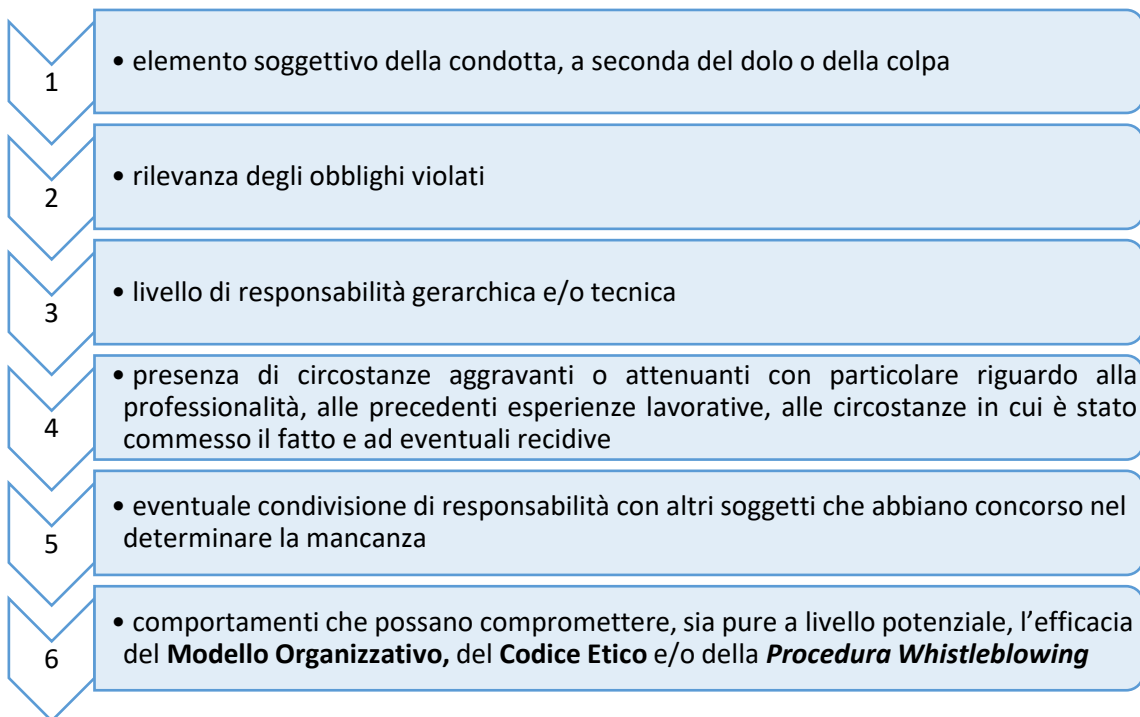 1
• elemento soggettivo della condotta, a seconda del dolo o della colpa
2
• rilevanza degli obblighi violati
3
• livello di responsabilità gerarchica e/o tecnica
4
• presenza di circostanze aggravanti o attenuanti con particolare riguardo alla
professionalità, alle precedenti esperienze lavorative, alle circostanze in cui è stato
commesso il fatto e ad eventuali recidive
5
• eventuale condivisione di responsabilità con altri soggetti che abbiano concorso nel
determinare la mancanza
6
• comportamenti che possano compromettere, sia pure a livello potenziale, l’efficacia
del Modello Organizzativo, del Codice Etico e/o della Procedura Whistleblowing